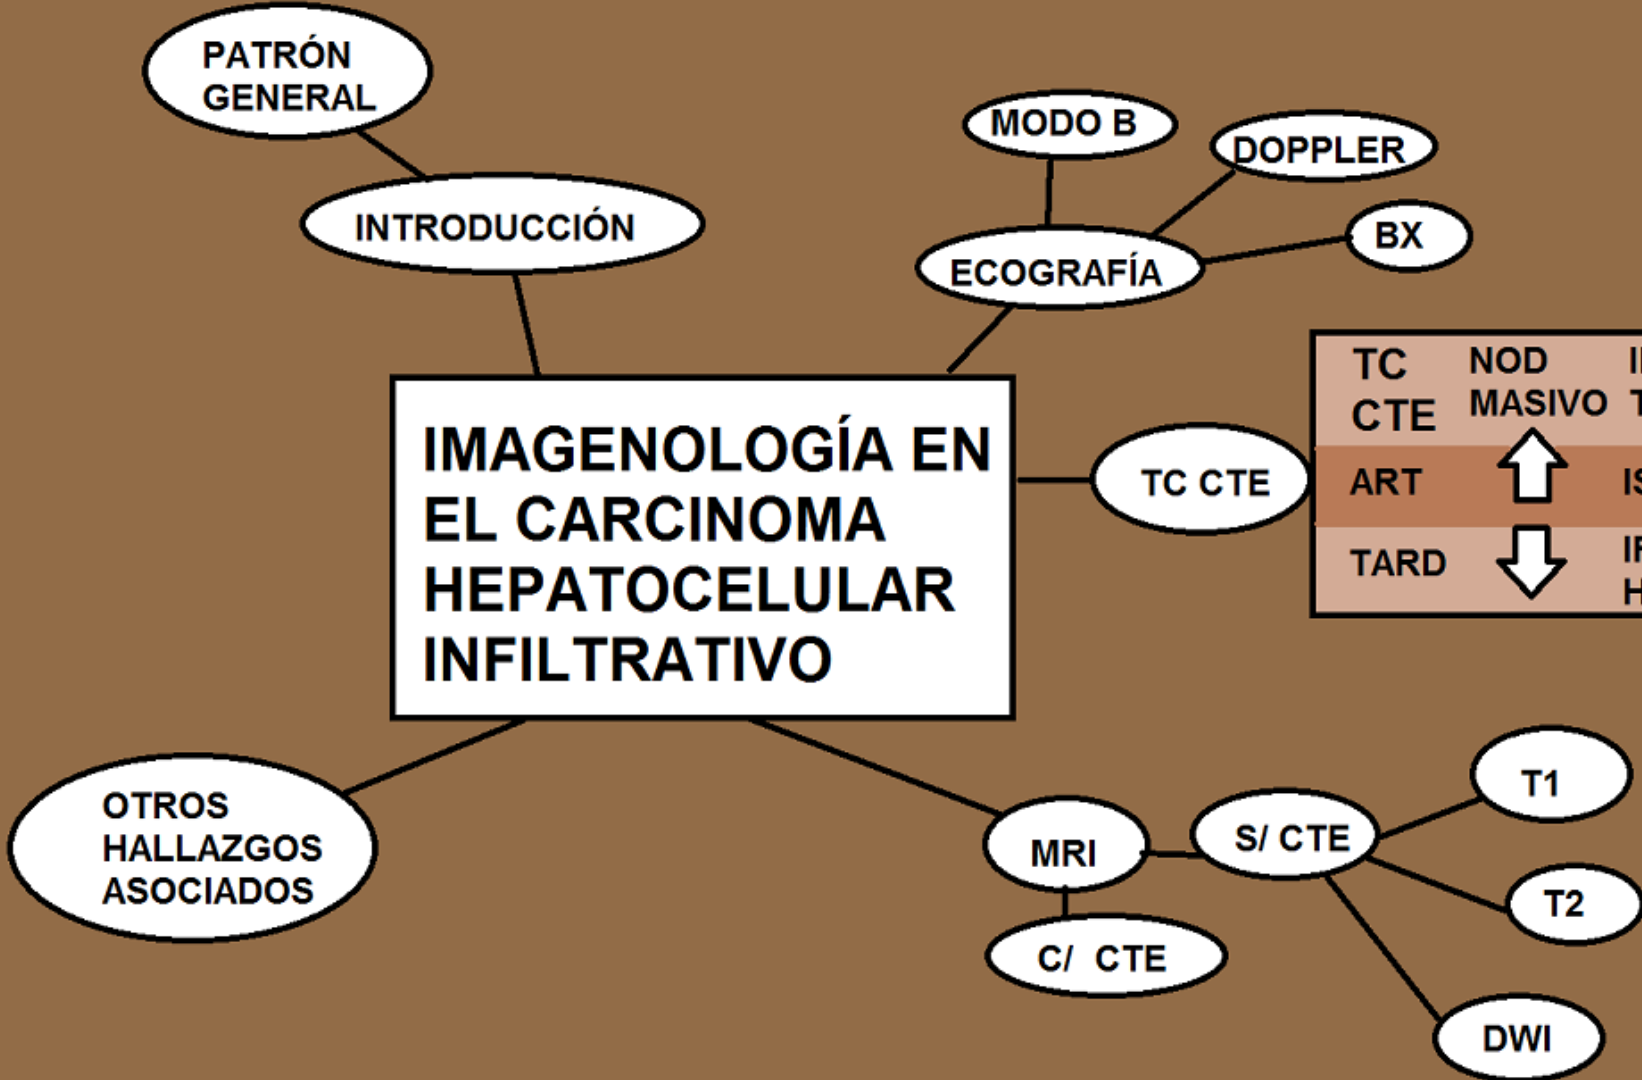 PATRÓN
GENERAL
INTRODUCCIÓN
MODO B
DOPPLER
BX
ECOGRAFÍA
IMAGENOLOGÍA EN
EL CARCINOMA
HEPATOCELULAR
INFILTRATIVO
TC CTE
TC
CTE
NOD
MASIVO
ART
TARD
OTROS
HALLAZGOS
ASOCIADOS
MRI
S/ CTE
C/ CTE
T1
T2
DWI